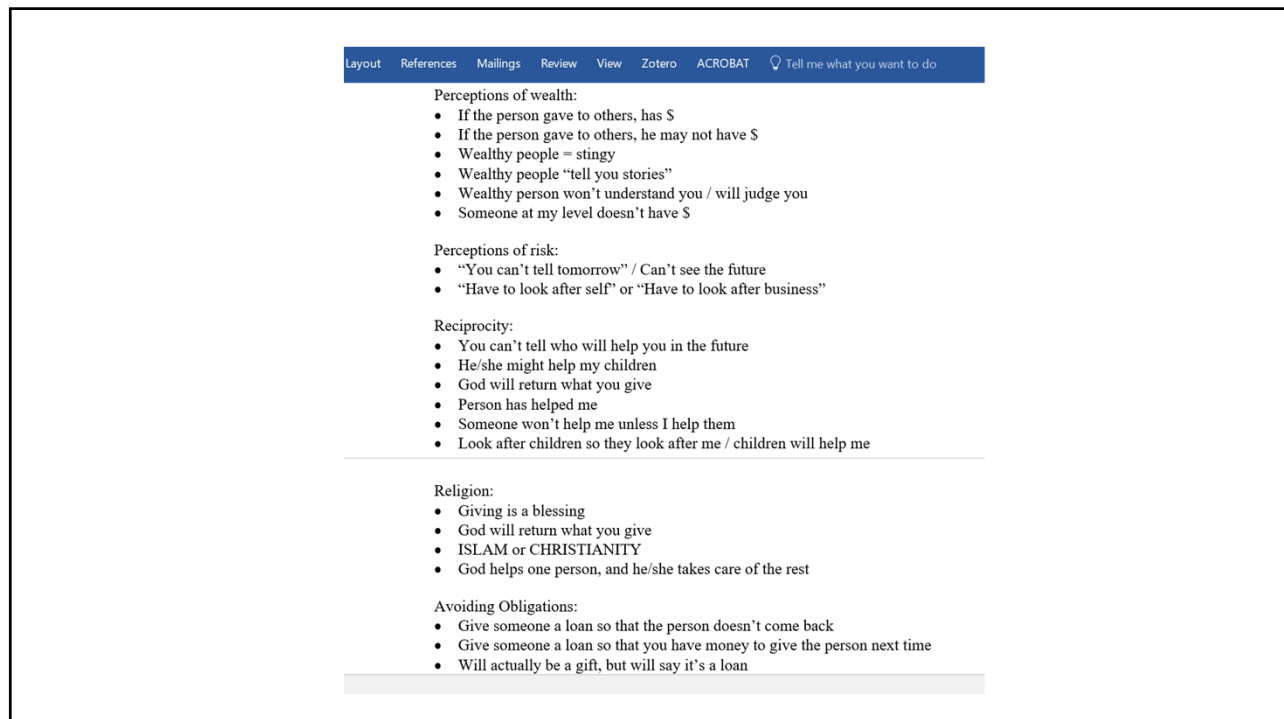 Layout References Mailings Review View Zotero ACROBAT Tell me what you want to do
Perceptions of wealth:
• If the person gave to others, has $
• If the person gave to others, he may not have $
• Wealthy people = stingy
• Wealthy people “tell you stories”
• Wealthy person won’t understand you / will judge you
• Someone at my level doesn’t have $
Perceptions of risk:
• “You can’t tell tomorrow” / Can’t see the future
• “Have to look after self” or “Have to look after business”
Reciprocity:
• You can’t tell who will help you in the future
• He/she might help my children
• God will return what you give
• Person has helped me
• Someone won’t help me unless I help them
• Look after children so they look after me / children will help me
Religion:
• Giving is a blessing
• God will return what you give
• ISLAM or CHRISTIANITY
• God helps one person, and he/she takes care of the rest
Avoiding Obligations:
• Give someone a loan so that the person doesn’t come back
• Give someone a loan so that you have money to give the person next time
• Will actually be a gift, but will say it’s a loan